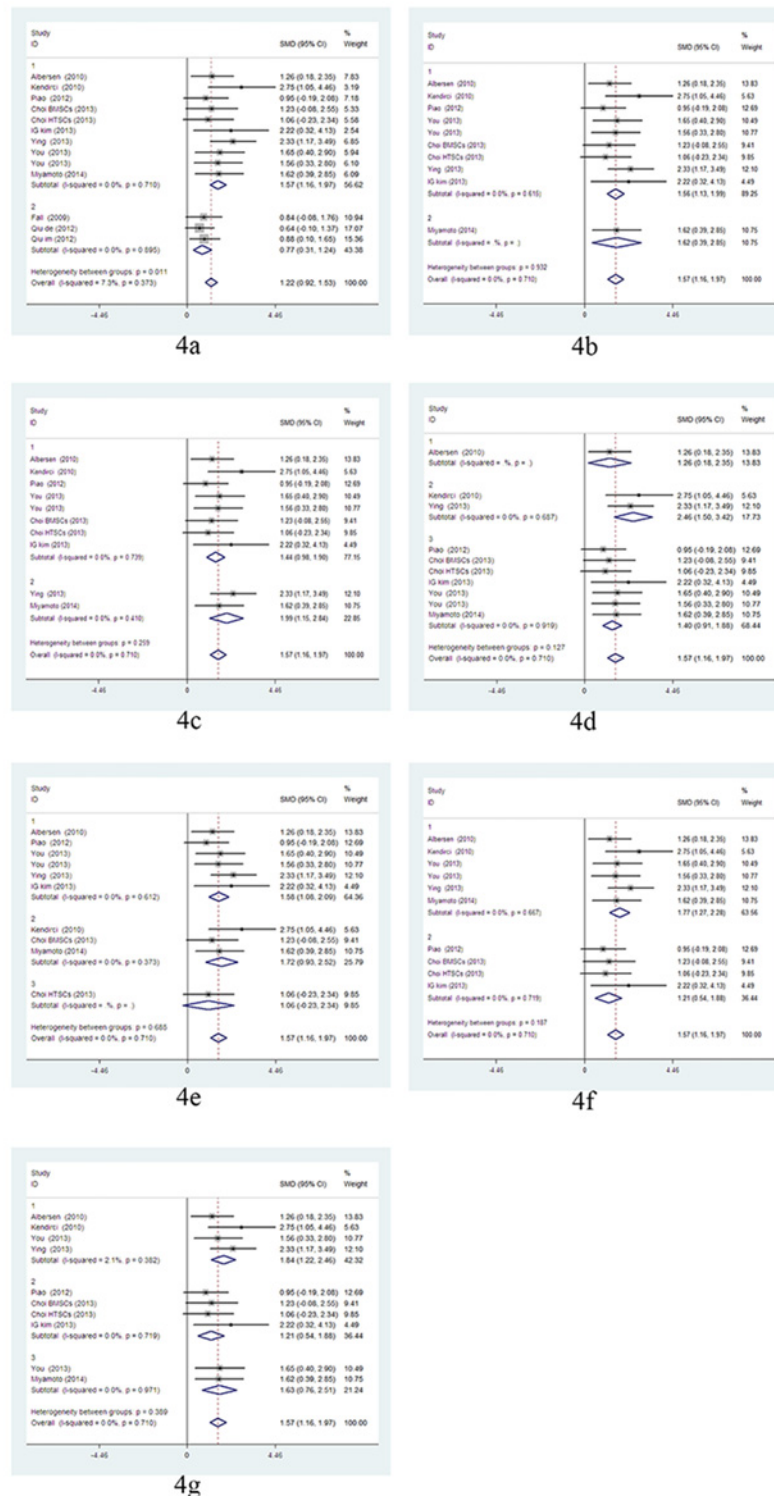 Study %
ID SMD (95% CI) Weight
1
Albersen (2010) 1.26 (0.18, 2.35) 7.83
Kendirci (2010) 2.75 (1.05, 4.46) 3.19
Piao (2012) 0.95 (-0.19, 2.08) 7.18
Choi BMSCs (2013) 1.23 (-0.08, 2.55) 5.33
Choi HTSCs (2013) 1.06 (-0.23, 2.34) 5.58
IG kim (2013) 2.22 (0.32, 4.13) 2.54
Ying (2013) 2.33 (1.17, 3.49) 6.85
You (2013) 1.65 (0.40, 2.90) 5.94
You (2013) 1.56 (0.33, 2.80) 6.10
Miyamoto (2014) 1.62 (0.39, 2.85) 6.09
Subtotal (I-squared = 0.0%, p = 0.710) 1.57 (1.16, 1.97) 56.62
2
Fall (2009) 0.84 (-0.08, 1.76) 10.94
Qiu de (2012) 0.64 (-0.10, 1.37) 17.07
Qiu im (2012) 0.88 (0.10, 1.65) 15.36
Subtotal (I-squared = 0.0%, p = 0.895) 0.77 (0.31, 1.24) 43.38
Heterogeneity between groups: p = 0.011
Overall (I-squared = 7.3%, p = 0.373) 1.22 (0.92, 1.53) 100.00
-4.46 0 4.46
4a
Study %
ID SMD (95% CI) Weight
1
Albersen (2010) 1.26 (0.18, 2.35) 13.83
Kendirci (2010) 2.75 (1.05, 4.46) 5.63
Piao (2012) 0.95 (-0.19, 2.08) 12.69
You (2013) 1.65 (0.40, 2.90) 10.49
You (2013) 1.56 (0.33, 2.80) 10.77
Choi BMSCs (2013) 1.23 (-0.08, 2.55) 9.41
Choi HTSCs (2013) 1.06 (-0.23, 2.34) 9.85
Ying (2013) 2.33 (1.17, 3.49) 12.10
IG kim (2013) 2.22 (0.32, 4.13) 4.49
Subtotal (I-squared = 0.0%, p = 0.615) 1.56 (1.13, 1.99) 89.25
2
Miyamoto (2014) 1.62 (0.39, 2.85) 10.75
Subtotal (I-squared = .%, p = .) 1.62 (0.39, 2.85) 10.75
Heterogeneity between groups: p = 0.932
Overall (I-squared = 0.0%, p = 0.710) 1.57 (1.16, 1.97) 100.00
-4.46 0 4.46
4b
Study %
ID SMD (95% CI) Weight
1
Albersen (2010) 1.26 (0.18, 2.35) 13.83
Kendirci (2010) 2.75 (1.05, 4.46) 5.63
Piao (2012) 0.95 (-0.19, 2.08) 12.69
You (2013) 1.65 (0.40, 2.90) 10.49
You (2013) 1.56 (0.33, 2.80) 10.77
Choi BMSCs (2013) 1.23 (-0.08, 2.55) 9.41
Choi HTSCs (2013) 1.06 (-0.23, 2.34) 9.85
IG kim (2013) 2.22 (0.32, 4.13) 4.49
Subtotal (I-squared = 0.0%, p = 0.739) 1.44 (0.98, 1.90) 77.15
2
Ying (2013) 2.33 (1.17, 3.49) 12.10
Miyamoto (2014) 1.62 (0.39, 2.85) 10.75
Subtotal (I-squared = 0.0%, p = 0.410) 1.99 (1.15, 2.84) 22.85
Heterogeneity between groups: p = 0.259
Overall (I-squared = 0.0%, p = 0.710) 1.57 (1.16, 1.97) 100.00
-4.46 0 4.46
4c
Study %
ID SMD (95% CI) Weight
1
Albersen (2010) 1.26 (0.18, 2.35) 13.83
Subtotal (I-squared = .%, p = .) 1.26 (0.18, 2.35) 13.83
2
Kendirci (2010) 2.75 (1.05, 4.46) 5.63
Ying (2013) 2.33 (1.17, 3.49) 12.10
Subtotal (I-squared = 0.0%, p = 0.687) 2.46 (1.50, 3.42) 17.73
3
Piao (2012) 0.95 (-0.19, 2.08) 12.69
Choi BMSCs (2013) 1.23 (-0.08, 2.55) 9.41
Choi HTSCs (2013) 1.06 (-0.23, 2.34) 9.85
IG kim (2013) 2.22 (0.32, 4.13) 4.49
You (2013) 1.65 (0.40, 2.90) 10.49
You (2013) 1.56 (0.33, 2.80) 10.77
Miyamoto (2014) 1.62 (0.39, 2.85) 10.75
Subtotal (I-squared = 0.0%, p = 0.919) 1.40 (0.91, 1.88) 68.44
Heterogeneity between groups: p = 0.127
Overall (I-squared = 0.0%, p = 0.710) 1.57 (1.16, 1.97) 100.00
-4.46 0 4.46
4d
Study %
ID SMD (95% CI) Weight
1
Albersen (2010) 1.26 (0.18, 2.35) 13.83
Piao (2012) 0.95 (-0.19, 2.08) 12.69
You (2013) 1.65 (0.40, 2.90) 10.49
You (2013) 1.56 (0.33, 2.80) 10.77
Ying (2013) 2.33 (1.17, 3.49) 12.10
IG kim (2013) 2.22 (0.32, 4.13) 4.49
Subtotal (I-squared = 0.0%, p = 0.612) 1.58 (1.08, 2.09) 64.36
2
Kendirci (2010) 2.75 (1.05, 4.46) 5.63
Choi BMSCs (2013) 1.23 (-0.08, 2.55) 9.41
Miyamoto (2014) 1.62 (0.39, 2.85) 10.75
Subtotal (I-squared = 0.0%, p = 0.373) 1.72 (0.93, 2.52) 25.79
3
Choi HTSCs (2013) 1.06 (-0.23, 2.34) 9.85
Subtotal (I-squared = .%, p = .) 1.06 (-0.23, 2.34) 9.85
Heterogeneity between groups: p = 0.685
Overall (I-squared = 0.0%, p = 0.710) 1.57 (1.16, 1.97) 100.00
-4.46 0 4.46
4e
Study %
ID SMD (95% CI) Weight
1
Albersen (2010) 1.26 (0.18, 2.35) 13.83
Kendirci (2010) 2.75 (1.05, 4.46) 5.63
You (2013) 1.65 (0.40, 2.90) 10.49
You (2013) 1.56 (0.33, 2.80) 10.77
Ying (2013) 2.33 (1.17, 3.49) 12.10
Miyamoto (2014) 1.62 (0.39, 2.85) 10.75
Subtotal (I-squared = 0.0%, p = 0.667) 1.77 (1.27, 2.28) 63.56
2
Piao (2012) 0.95 (-0.19, 2.08) 12.69
Choi BMSCs (2013) 1.23 (-0.08, 2.55) 9.41
Choi HTSCs (2013) 1.06 (-0.23, 2.34) 9.85
IG kim (2013) 2.22 (0.32, 4.13) 4.49
Subtotal (I-squared = 0.0%, p = 0.719) 1.21 (0.54, 1.88) 36.44
Heterogeneity between groups: p = 0.187
Overall (I-squared = 0.0%, p = 0.710) 1.57 (1.16, 1.97) 100.00
-4.46 0 4.46
4f
Study %
ID SMD (95% CI) Weight
1
Albersen (2010) 1.26 (0.18, 2.35) 13.83
Kendirci (2010) 2.75 (1.05, 4.46) 5.63
You (2013) 1.56 (0.33, 2.80) 10.77
Ying (2013) 2.33 (1.17, 3.49) 12.10
Subtotal (I-squared = 2.1%, p = 0.382) 1.84 (1.22, 2.46) 42.32
2
Piao (2012) 0.95 (-0.19, 2.08) 12.69
Choi BMSCs (2013) 1.23 (-0.08, 2.55) 9.41
Choi HTSCs (2013) 1.06 (-0.23, 2.34) 9.85
IG kim (2013) 2.22 (0.32, 4.13) 4.49
Subtotal (I-squared = 0.0%, p = 0.719) 1.21 (0.54, 1.88) 36.44
3
You (2013) 1.65 (0.40, 2.90) 10.49
Miyamoto (2014) 1.62 (0.39, 2.85) 10.75
Subtotal (I-squared = 0.0%, p = 0.971) 1.63 (0.76, 2.51) 21.24
Heterogeneity between groups: p = 0.389
Overall (I-squared = 0.0%, p = 0.710) 1.57 (1.16, 1.97) 100.00
-4.46 0 4.46
4g